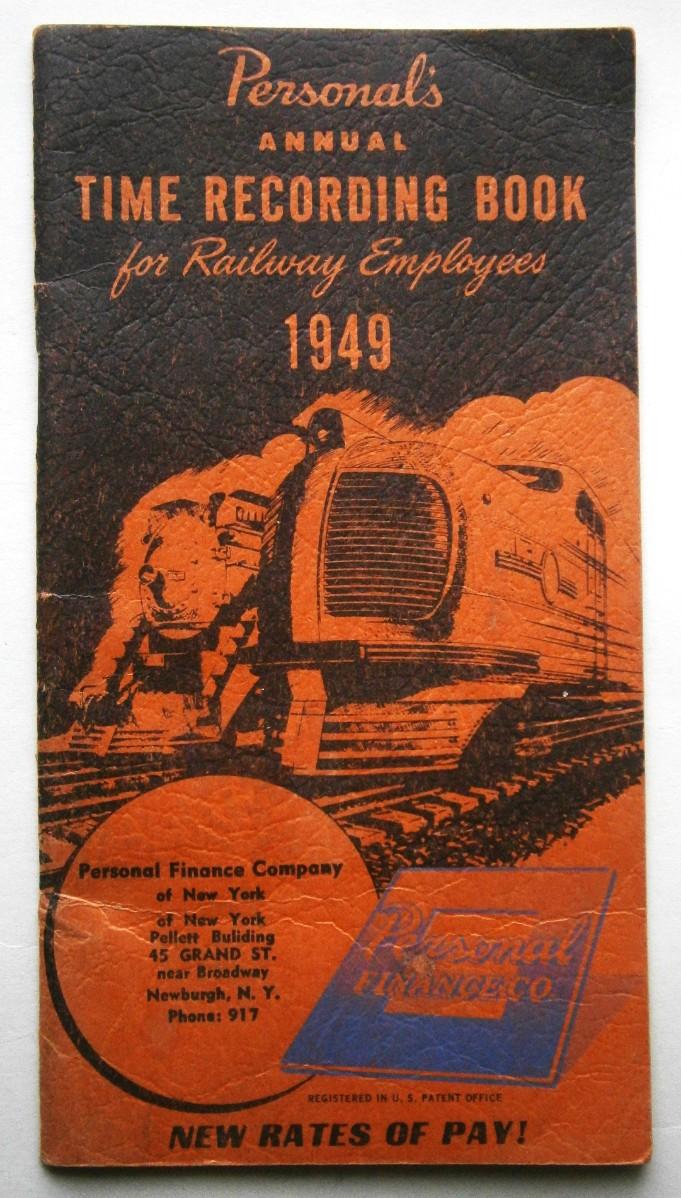 Personal's
ANNUAL
TIME RECORDING BOOK
for Railway Employees
1949
Personal Finance Company
of New York
of New York
Pellett Buliding
45 GRAND ST.
near Broadway
Newburgh, N. Y.
Phone: 917
Personal
FINANCE CO
REGISTERED IN U. S. PATENT OFFICE
NEW RATES OF PAY!